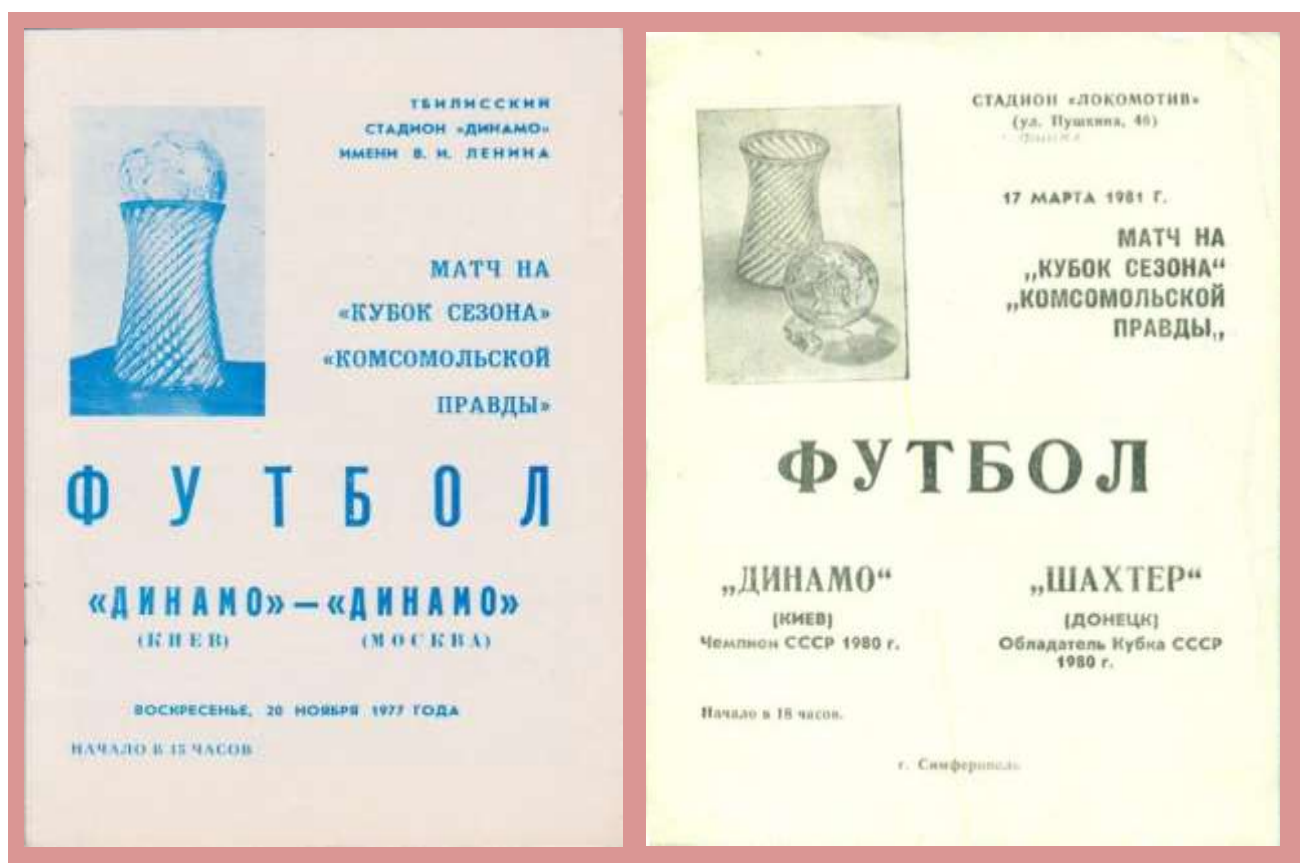 ТБИЛИССКИЙ
СТАДИОН «ДИНАМО»
ИМЕНИ В. И. ЛЕНИНА
МАТЧ НА
«КУБОК СЕЗОНА»
«КОМСОМОЛЬСКОЙ
ПРАВДЫ»
ФУТБОЛ
«ДИНАМО» — «ДИНАМО»
(КИЕВ) (МОСКВА)
ВОСКРЕСЕНЬЕ, 20 НОЯБРЯ 1977 ГОДА
НАЧАЛО В 15 ЧАСОВ
СТАДИОН «ЛОКОМОТИВ»
(ул. Пушкина, 46)
17 МАРТА 1981 Г.
МАТЧ НА
„КУБОК СЕЗОНА“
„КОМСОМОЛЬСКОЙ
ПРАВДЫ„
ФУТБОЛ
„ДИНАМО“ „ШАХТЕР“
(КИЕВ) (ДОНЕЦК)
Чемпион СССР 1980 г. Обладатель Кубка СССР
1980 г.
Начало в 18 часов.
г. Симферополь